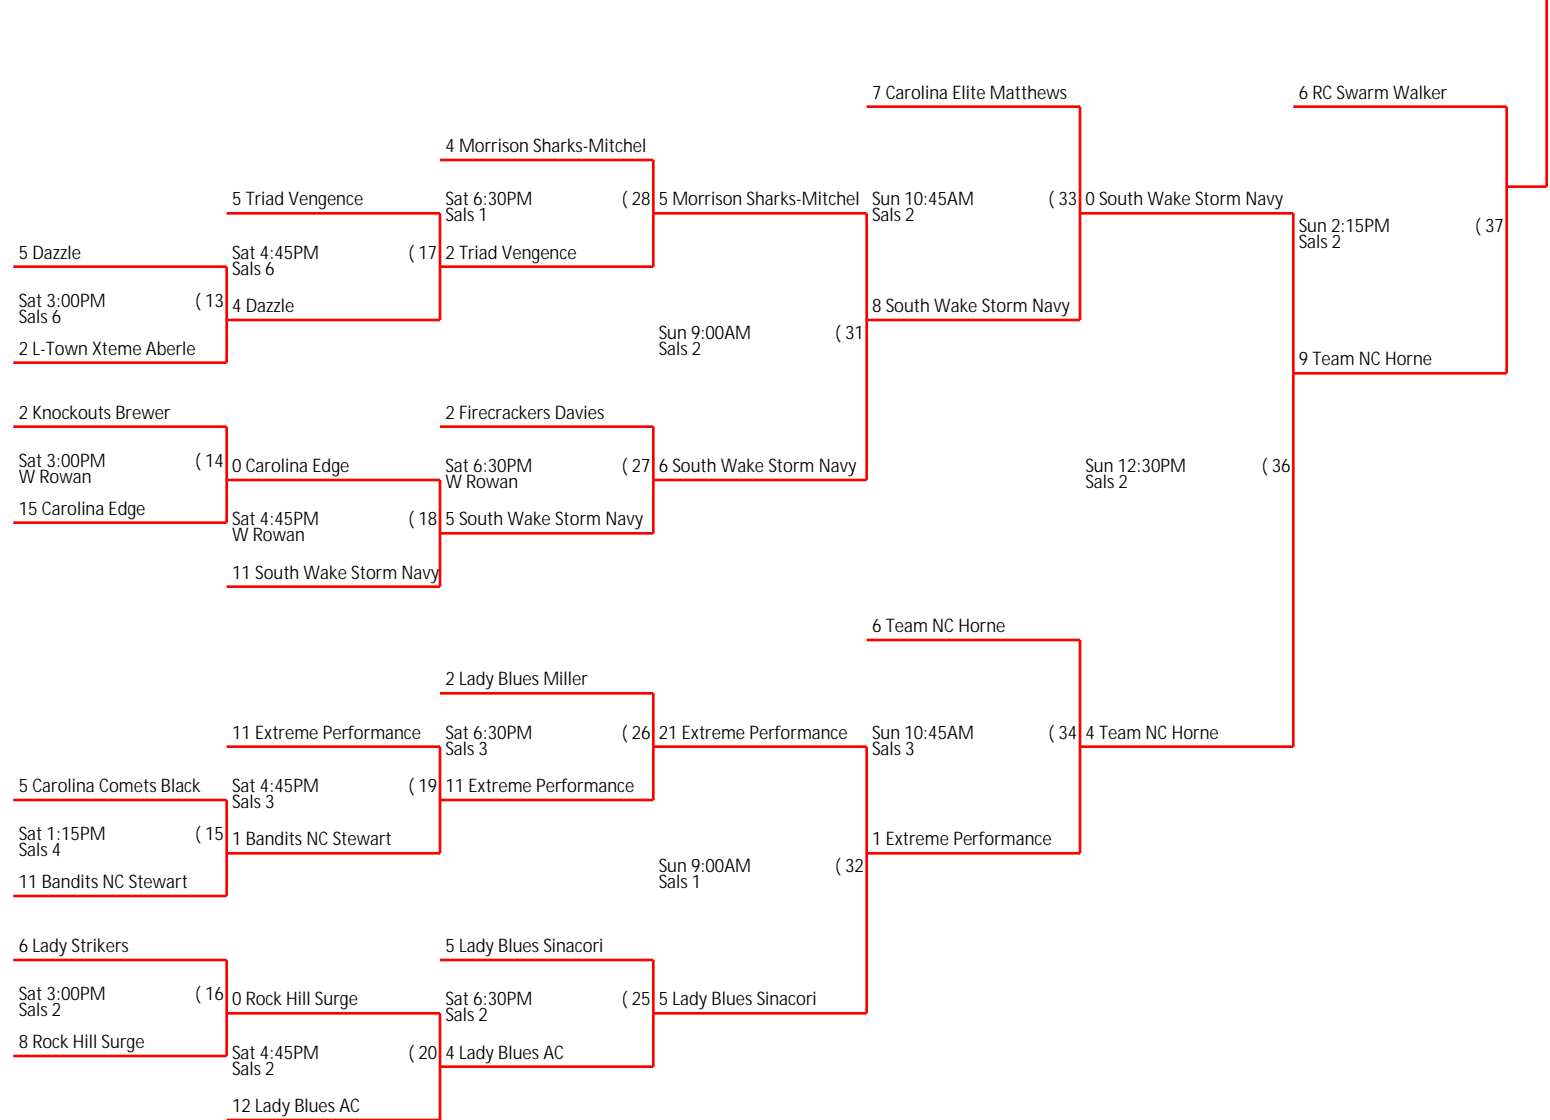 7 Carolina Elite Matthews
6 RC Swarm Walker
4 Morrison Sharks-Mitchel
5 Triad Vengence
Sat 6:30PM
Sals 1
( 28
5 Morrison Sharks-Mitchel
Sun 10:45AM
Sals 2
( 33
0 South Wake Storm Navy
Sun 2:15PM
Sals 2
( 37
5 Dazzle
Sat 4:45PM
Sals 6
( 17
2 Triad Vengence
Sat 3:00PM
Sals 6
( 13
4 Dazzle
8 South Wake Storm Navy
Sun 9:00AM
Sals 2
( 31
2 L-Town Xteme Aberle
9 Team NC Horne
2 Knockouts Brewer
2 Firecrackers Davies
Sat 3:00PM
W Rowan
( 14
0 Carolina Edge
Sat 6:30PM
W Rowan
( 27
6 South Wake Storm Navy
Sun 12:30PM
Sals 2
( 36
15 Carolina Edge
Sat 4:45PM
W Rowan
( 18
5 South Wake Storm Navy
11 South Wake Storm Navy
6 Team NC Horne
2 Lady Blues Miller
11 Extreme Performance
Sat 6:30PM
Sals 3
( 26
21 Extreme Performance
Sun 10:45AM
Sals 3
( 34
4 Team NC Horne
5 Carolina Comets Black
Sat 4:45PM
Sals 3
( 19
11 Extreme Performance
Sat 1:15PM
Sals 4
( 15
1 Bandits NC Stewart
1 Extreme Performance
Sun 9:00AM
Sals 1
( 32
11 Bandits NC Stewart
6 Lady Strikers
5 Lady Blues Sinacori
Sat 3:00PM
Sals 2
( 16
0 Rock Hill Surge
Sat 6:30PM
Sals 2
( 25
5 Lady Blues Sinacori
8 Rock Hill Surge
Sat 4:45PM
Sals 2
( 20
4 Lady Blues AC
12 Lady Blues AC